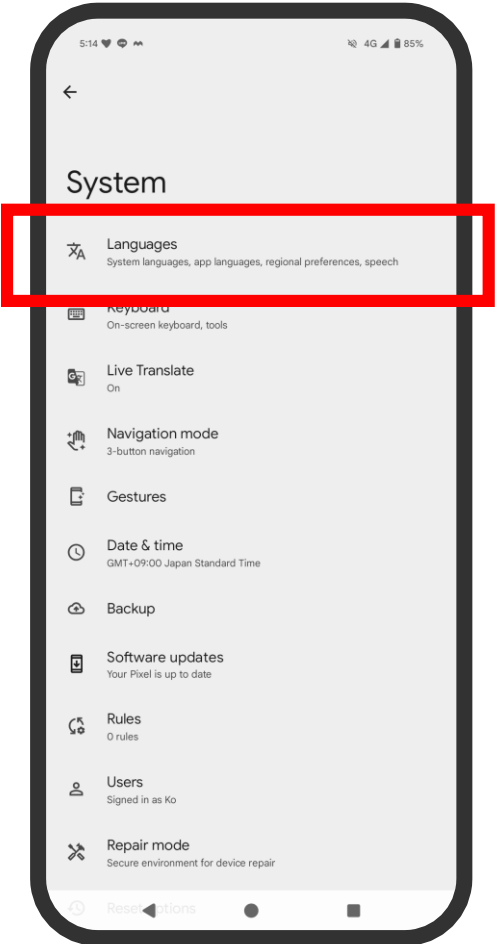 5:14
4G
85%
System
Languages
System languages, app languages, regional preferences, speech
Keyboard
On-screen keyboard, tools
Live Translate
On
Navigation mode
3-button navigation
Gestures
Date & time
GMT+09:00 Japan Standard Time
Backup
Software updates
Your Pixel is up to date
Rules
0 rules
Users
Signed in as Ko
Repair mode
Secure environment for device repair
Reset options